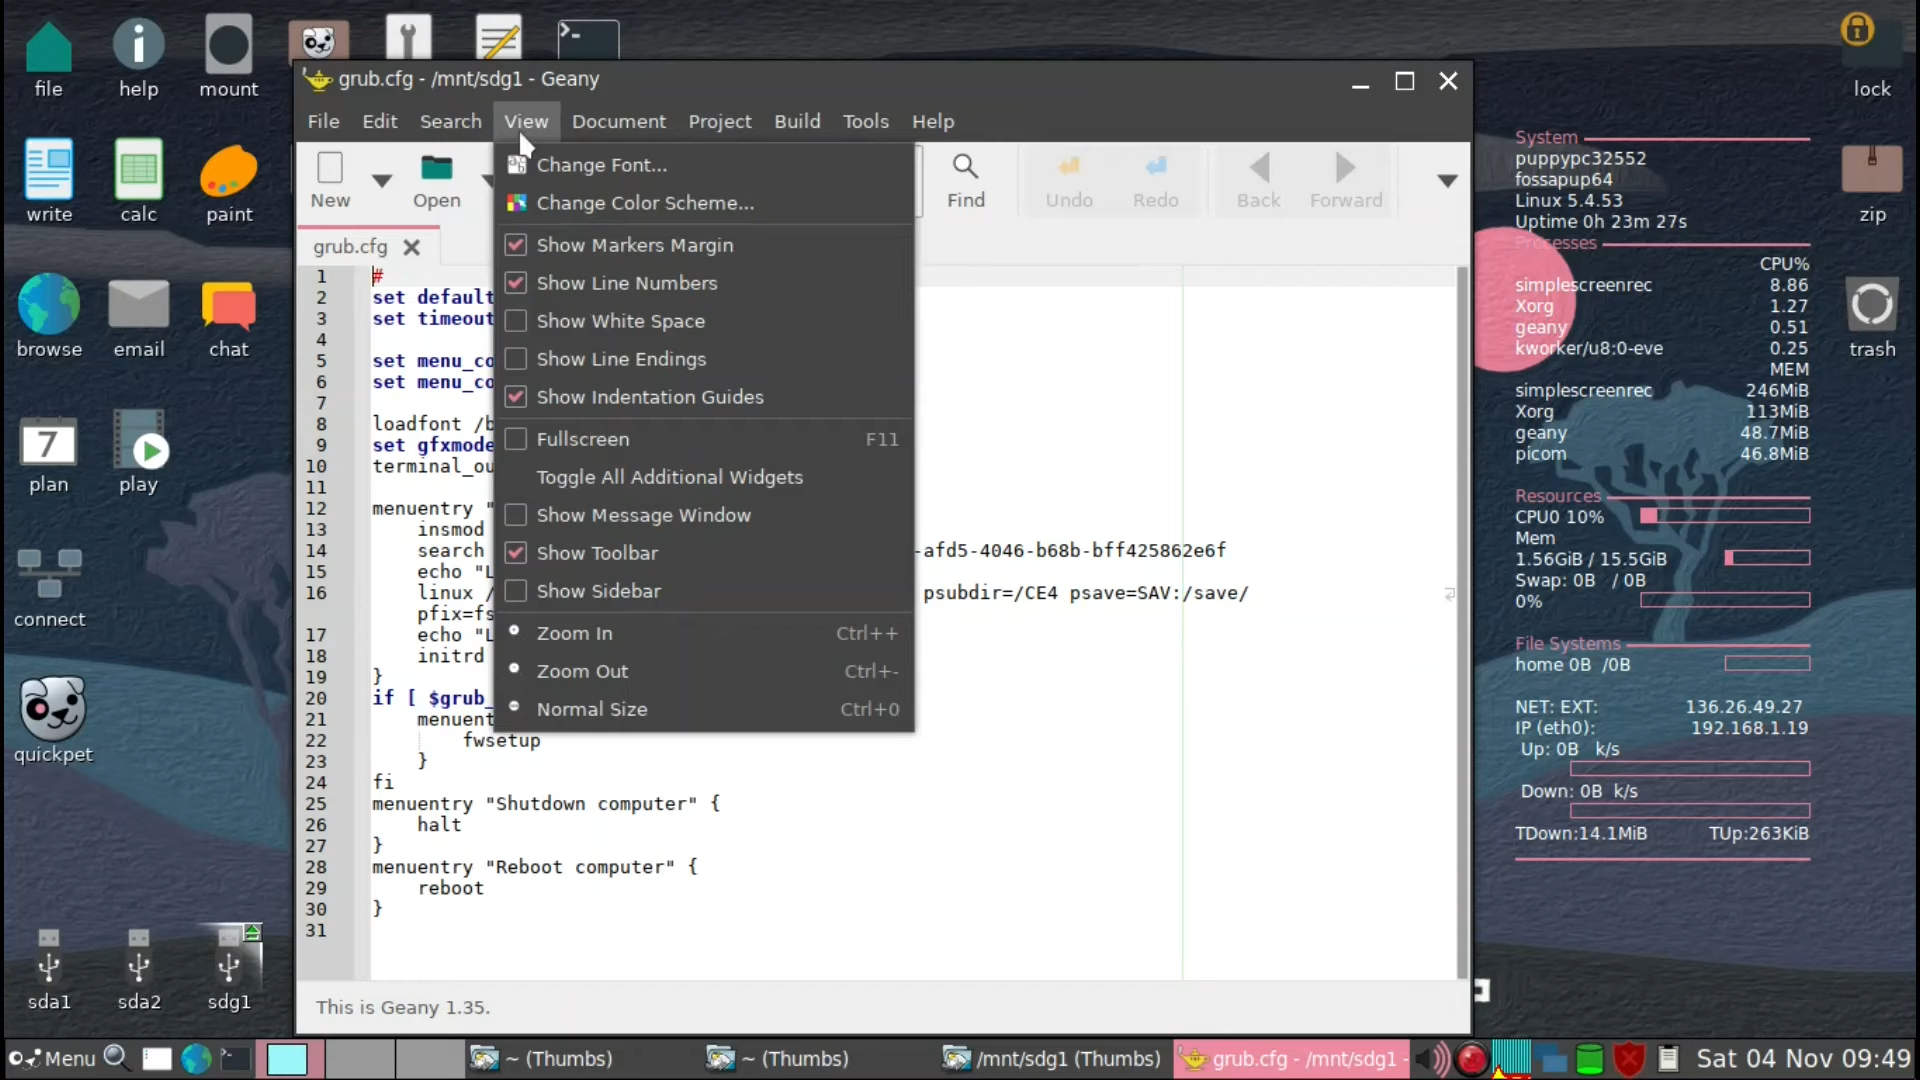 file
help
mount
lock
grub.cfg - /mnt/sdg1 - Geany
File Edit Search View Document Project Build Tools Help
New
Open
Find
Undo
Redo
Back
Forward
Change Font...
Change Color Scheme...
Show Markers Margin
Show Line Numbers
Show White Space
Show Line Endings
Show Indentation Guides
Fullscreen F11
Toggle All Additional Widgets
Show Message Window
Show Toolbar
Show Sidebar
Zoom In Ctrl++
Zoom Out Ctrl+-
Normal Size Ctrl+0
write
calc
paint
zip
browse
email
chat
trash
7
plan
play
connect
quickpet
sda1
sda2
sdg1
grub.cfg
1 #
2 set default
3 set timeout
4
5 set menu_co
6 set menu_co
7
8 loadfont /b
9 set gfxmode
10 terminal_ou
11
12 menuentry "
13 insmod
14 search -afd5-4046-b68b-bff425862e6f
15 echo "L
16 linux / psubdir=/CE4 psave=SAV:/save/
pfix=fs
17 echo "L
18 initrd
19 }
20 if [ $grub_
21 menuent
22 fwsetup
23 }
24 fi
25 menuentry "Shutdown computer" {
26 halt
27 }
28 menuentry "Reboot computer" {
29 reboot
30 }
31
This is Geany 1.35.
System
puppypc32552
fossapup64
Linux 5.4.53
Uptime 0h 23m 27s
Processes
CPU%
simplescreenrec 8.86
Xorg 1.27
geany 0.51
kworker/u8:0-eve 0.25
MEM
simplescreenrec 246MiB
Xorg 113MiB
geany 48.7MiB
picom 46.8MiB
Resources
CPU0 10%
Mem
1.56GiB / 15.5GiB
Swap: 0B / 0B
0%
File Systems
home 0B /0B
NET: EXT: 136.26.49.27
IP (eth0): 192.168.1.19
Up: 0B k/s
Down: 0B k/s
TDown:14.1MiB TUp:263KiB
Menu
~ (Thumbs)
~ (Thumbs)
/mnt/sdg1 (Thumbs)
grub.cfg - /mnt/sdg1 -
Sat 04 Nov 09:49